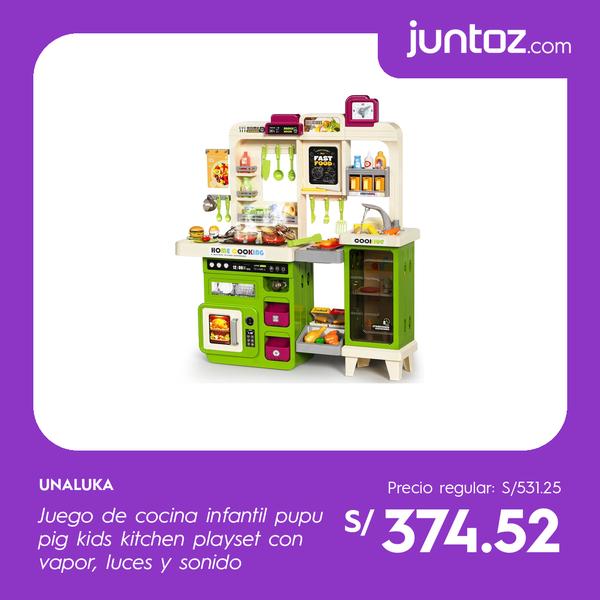 juntoz.com
FAST
FOOD
HOME COOKING
COOKING
UNALUKA
Precio regular: S/531.25
Juego de cocina infantil pupu
pig kids kitchen playset con
vapor, luces y sonido
S/ 374.52